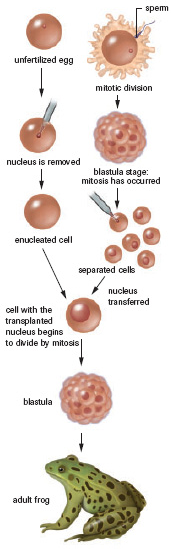 sperm
unfertilized egg
mitotic division
nucleus is removed
blastula stage:
mitosis has occurred
enucleated cell
separated cells
nucleus
transferred
cell with the
transplanted
nucleus begins
to divide by mitosis
blastula
adult frog